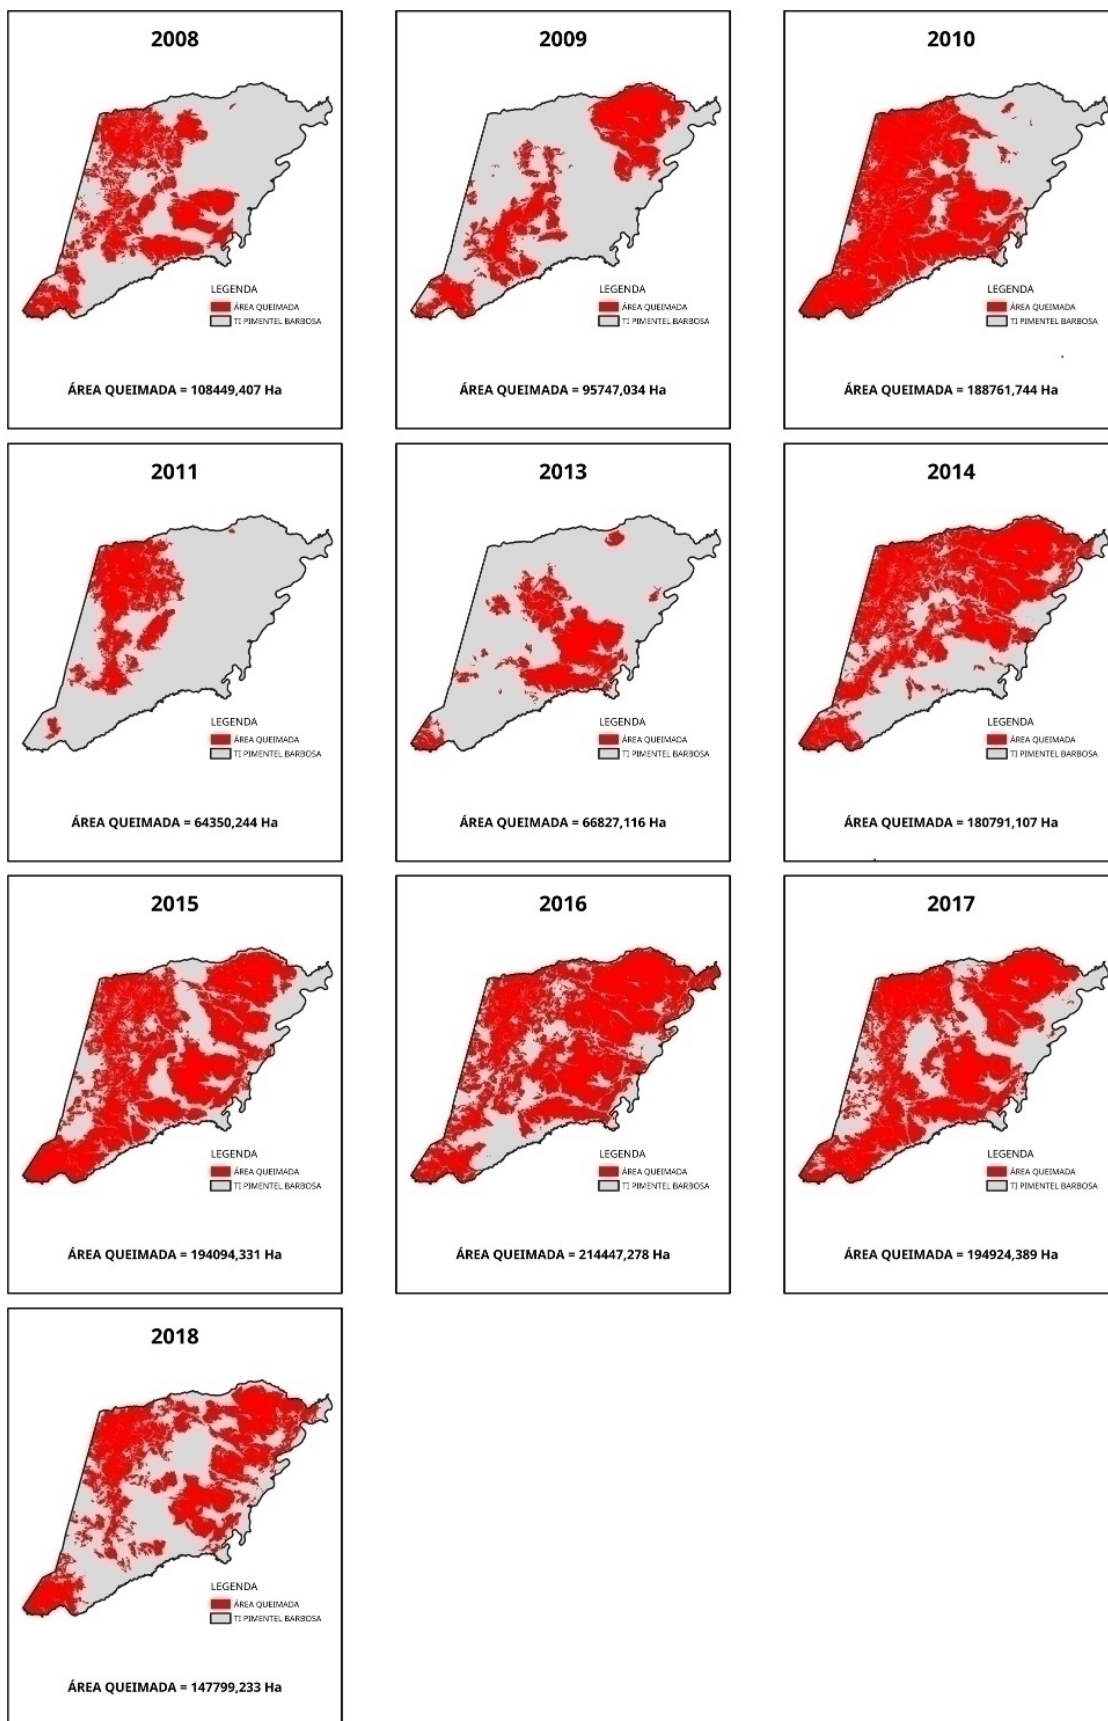 2008
LEGENDA
ÁREA QUEIMADA
TI PIMENTEL BARBOSA
ÁREA QUEIMADA = 108449,407 Ha
2009
LEGENDA
ÁREA QUEIMADA
TI PIMENTEL BARBOSA
ÁREA QUEIMADA = 95747,034 Ha
2010
LEGENDA
ÁREA QUEIMADA
TI PIMENTEL BARBOSA
ÁREA QUEIMADA = 188761,744 Ha
2011
LEGENDA
ÁREA QUEIMADA
TI PIMENTEL BARBOSA
ÁREA QUEIMADA = 64350,244 Ha
2013
LEGENDA
ÁREA QUEIMADA
TI PIMENTEL BARBOSA
ÁREA QUEIMADA = 66827,116 Ha
2014
LEGENDA
ÁREA QUEIMADA
TI PIMENTEL BARBOSA
ÁREA QUEIMADA = 180791,107 Ha
2015
LEGENDA
ÁREA QUEIMADA
TI PIMENTEL BARBOSA
ÁREA QUEIMADA = 194094,331 Ha
2016
LEGENDA
ÁREA QUEIMADA
TI PIMENTEL BARBOSA
ÁREA QUEIMADA = 214447,278 Ha
2017
LEGENDA
ÁREA QUEIMADA
TI PIMENTEL BARBOSA
ÁREA QUEIMADA = 194924,389 Ha
2018
LEGENDA
ÁREA QUEIMADA
TI PIMENTEL BARBOSA
ÁREA QUEIMADA = 147799,233 Ha